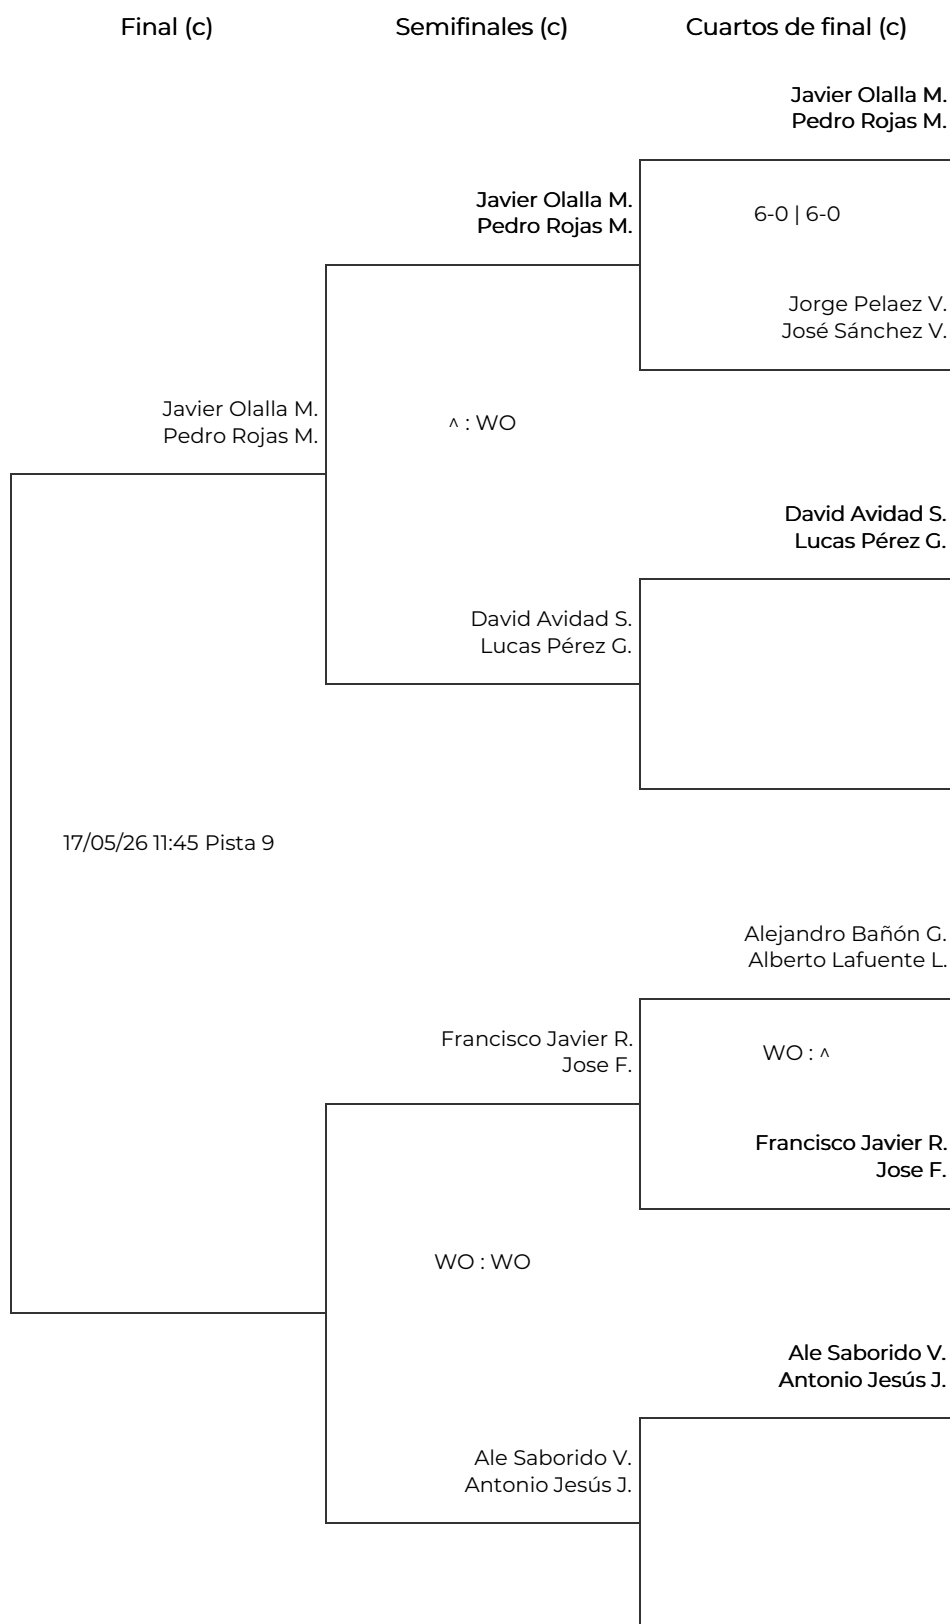 Final (c)
Semifinales (c)
Cuartos de final (c)
Javier Olalla M.
Pedro Rojas M.
Javier Olalla M.
Pedro Rojas M.
6-0 | 6-0
Jorge Pelaez V.
José Sánchez V.
Javier Olalla M.
Pedro Rojas M.
^ : WO
David Avidad S.
Lucas Pérez G.
David Avidad S.
Lucas Pérez G.
17/05/26 11:45 Pista 9
Alejandro Bañón G.
Alberto Lafuente L.
Francisco Javier R.
Jose F.
WO : ^
Francisco Javier R.
Jose F.
WO : WO
Ale Saborido V.
Antonio Jesús J.
Ale Saborido V.
Antonio Jesús J.